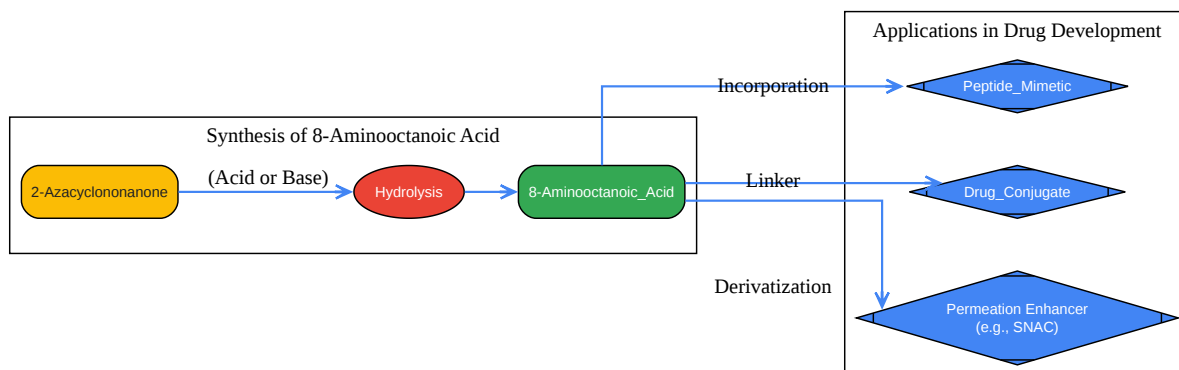 Applications in Drug Development
Peptide_Mimetic
Incorporation
Synthesis of 8-Aminooctanoic Acid
2-Azacyclononanone
(Acid or Base)
Hydrolysis
8-Aminooctanoic_Acid
Linker
Drug_Conjugate
Derivatization
Permeation Enhancer
(e.g., SNAC)